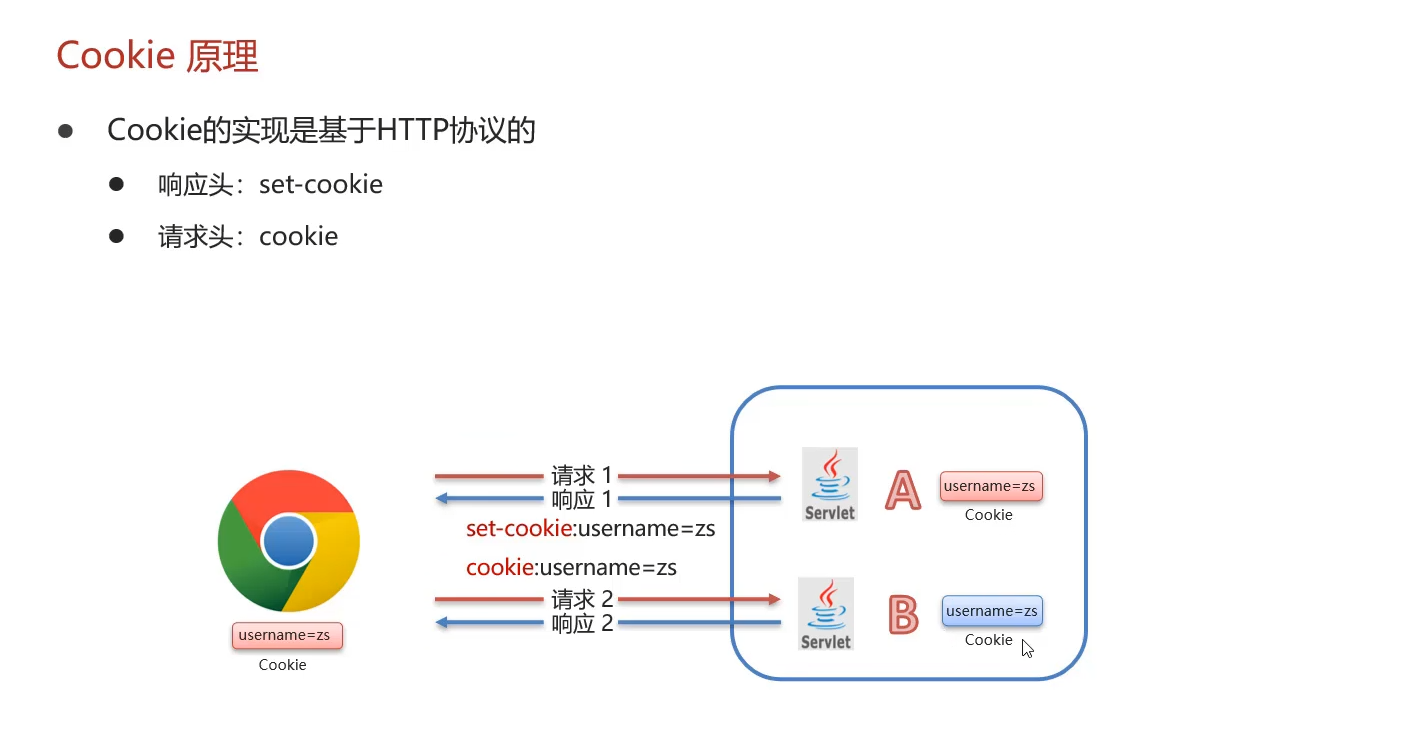 Cookie 原理
Cookie的实现是基于HTTP协议的
响应头：set-cookie
请求头：cookie
请求 1
响应 1
set-cookie:username=zs
cookie:username=zs
请求 2
响应 2
username=zs
Cookie
Servlet
A
username=zs
Cookie
Servlet
B
username=zs
Cookie